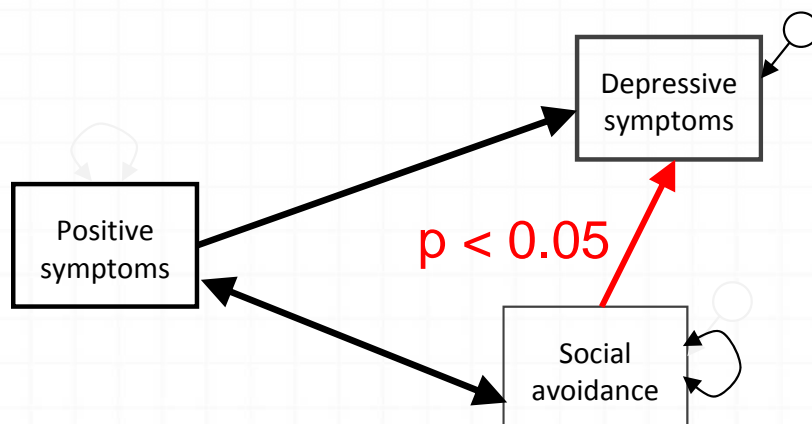 Depressive
symptoms
Positive
symptoms
p < 0.05
Social
avoidance